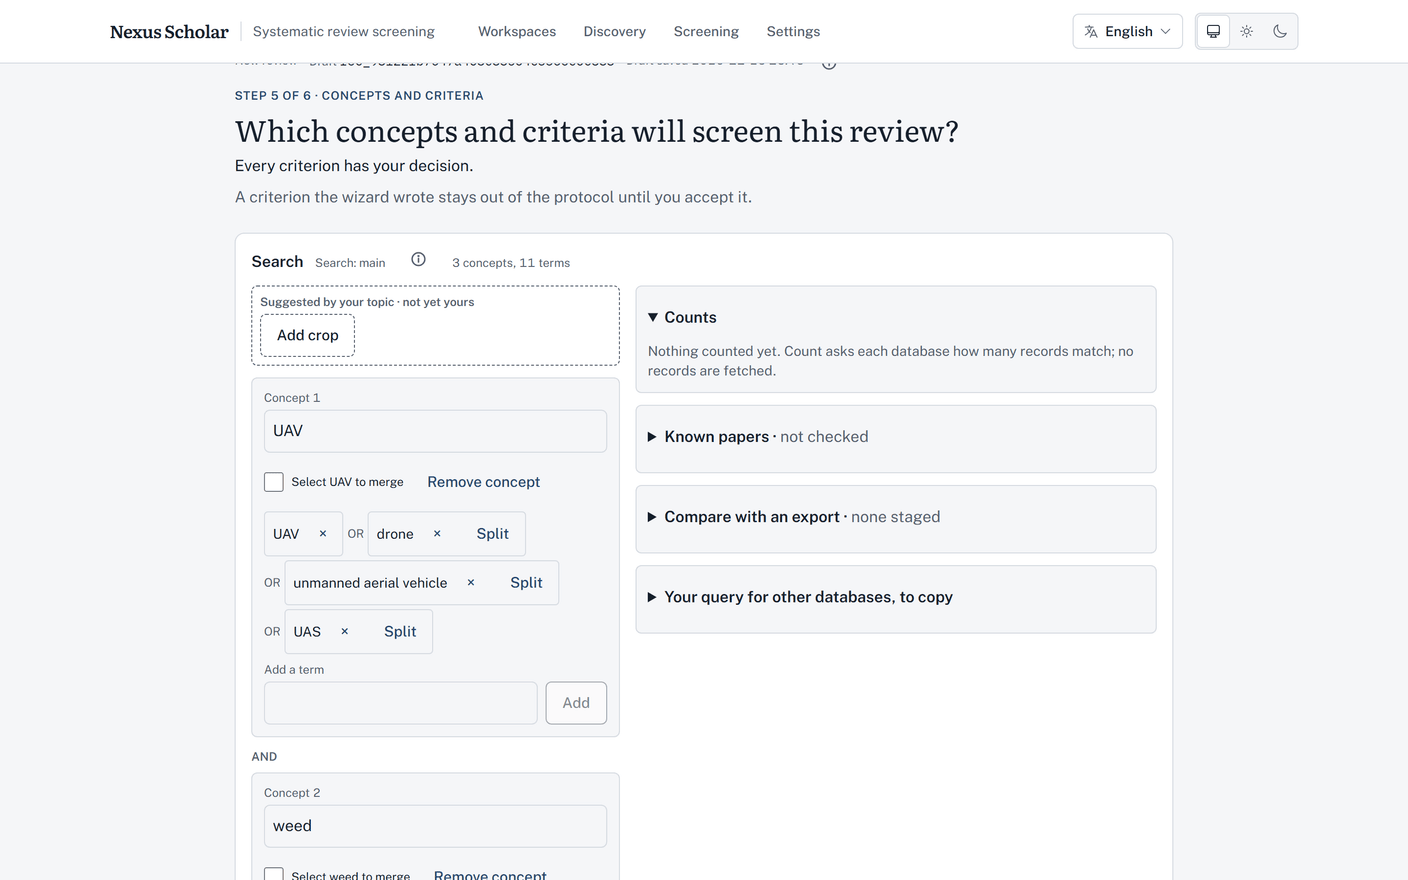 Nexus Scholar
Systematic review screening
Workspaces
Discovery
Screening
Settings
English
STEP 5 OF 6 · CONCEPTS AND CRITERIA
Which concepts and criteria will screen this review?
Every criterion has your decision.
A criterion the wizard wrote stays out of the protocol until you accept it.
Search
Search: main
3 concepts, 11 terms
Suggested by your topic · not yet yours
Add crop
Concept 1
UAV
Select UAV to merge
Remove concept
UAV × OR drone × Split
OR unmanned aerial vehicle × Split
OR UAS × Split
Add a term
Add
AND
Concept 2
weed
Select weed to merge
Remove concept
▼ Counts
Nothing counted yet. Count asks each database how many records match; no
records are fetched.
▶ Known papers · not checked
▶ Compare with an export · none staged
▶ Your query for other databases, to copy